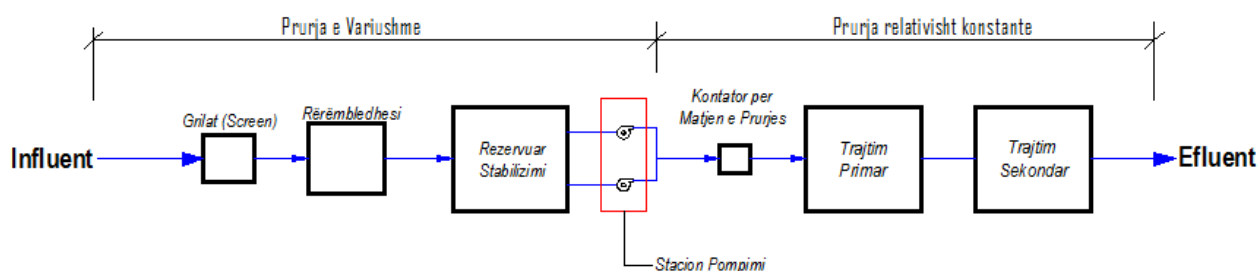 Prurja e Variushme
Prurja relativisht konstante
Influent
Grilat (Screen)
Rërëmbledhesi
Rezervuar
Stabilizimi
Kontator per
Matjen e Prurjes
Trajtim
Primar
Trajtim
Sekondar
Efluent
Stacion Pompimi